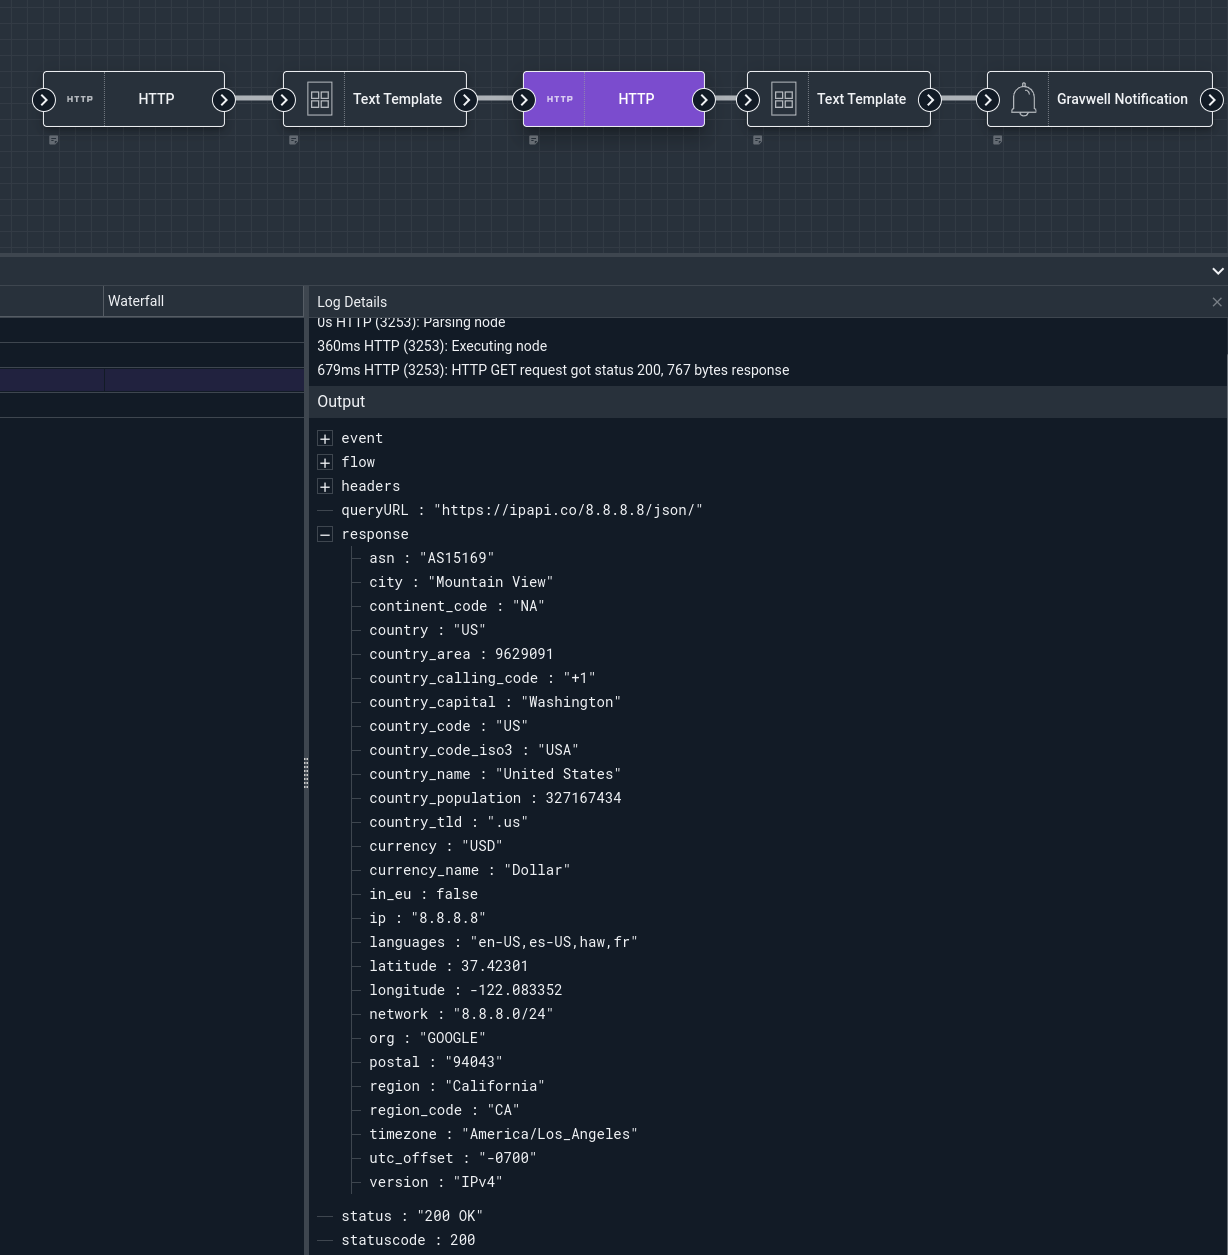 HTTP HTTP
Text Template
HTTP HTTP
Text Template
Gravwell Notification
Waterfall
Log Details
0s HTTP (3253): Parsing node
360ms HTTP (3253): Executing node
679ms HTTP (3253): HTTP GET request got status 200, 767 bytes response
Output
event
flow
headers
queryURL : "https://ipapi.co/8.8.8.8/json/"
response
asn : "AS15169"
city : "Mountain View"
continent_code : "NA"
country : "US"
country_area : 9629091
country_calling_code : "+1"
country_capital : "Washington"
country_code : "US"
country_code_iso3 : "USA"
country_name : "United States"
country_population : 327167434
country_tld : ".us"
currency : "USD"
currency_name : "Dollar"
in_eu : false
ip : "8.8.8.8"
languages : "en-US,es-US,haw,fr"
latitude : 37.42301
longitude : -122.083352
network : "8.8.8.0/24"
org : "GOOGLE"
postal : "94043"
region : "California"
region_code : "CA"
timezone : "America/Los_Angeles"
utc_offset : "-0700"
version : "IPv4"
status : "200 OK"
statuscode : 200